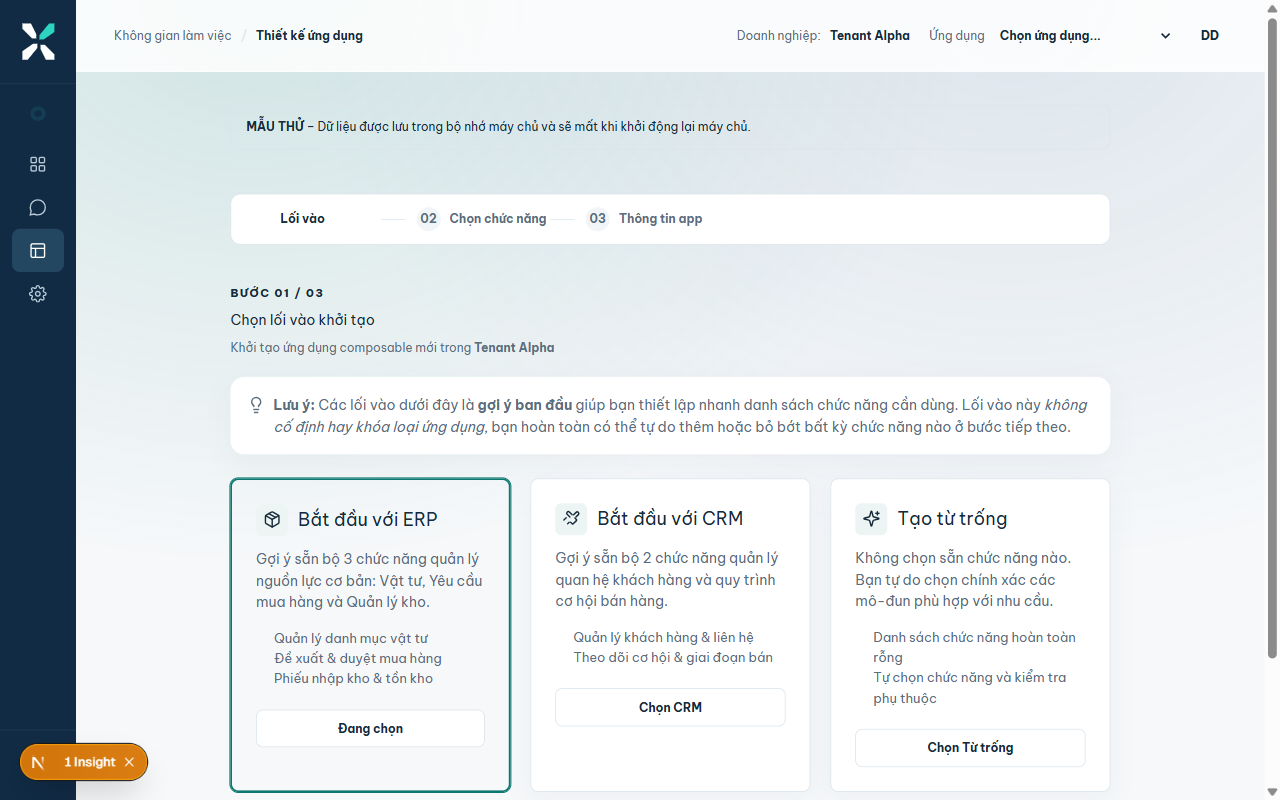 Không gian làm việc / Thiết kế ứng dụng
Doanh nghiệp: Tenant Alpha Ứng dụng Chọn ứng dụng... DD
MẪU THỬ – Dữ liệu được lưu trong bộ nhớ máy chủ và sẽ mất khi khởi động lại máy chủ.
Lối vào 02 Chọn chức năng 03 Thông tin app
BƯỚC 01 / 03
Chọn lối vào khởi tạo
Khởi tạo ứng dụng composable mới trong Tenant Alpha
Lưu ý: Các lối vào dưới đây là gợi ý ban đầu giúp bạn thiết lập nhanh danh sách chức năng cần dùng. Lối vào này không
cố định hay khóa loại ứng dụng, bạn hoàn toàn có thể tự do thêm hoặc bỏ bớt bất kỳ chức năng nào ở bước tiếp theo.
Bắt đầu với ERP
Gợi ý sẵn bộ 3 chức năng quản lý
nguồn lực cơ bản: Vật tư, Yêu cầu
mua hàng và Quản lý kho.
Quản lý danh mục vật tư
Đề xuất & duyệt mua hàng
Phiếu nhập kho & tồn kho
Đang chọn
Bắt đầu với CRM
Gợi ý sẵn bộ 2 chức năng quản lý
quan hệ khách hàng và quy trình
cơ hội bán hàng.
Quản lý khách hàng & liên hệ
Theo dõi cơ hội & giai đoạn bán
Chọn CRM
Tạo từ trống
Không chọn sẵn chức năng nào.
Bạn tự do chọn chính xác các
mô-đun phù hợp với nhu cầu.
Danh sách chức năng hoàn toàn
rỗng
Tự chọn chức năng và kiểm tra
phụ thuộc
Chọn Từ trống
1 Insight